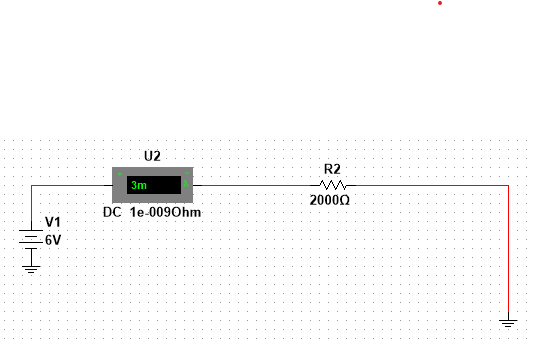 U2
+ -
3m A
DC 1e-009Ohm
R2
2000Ω
V1
6V